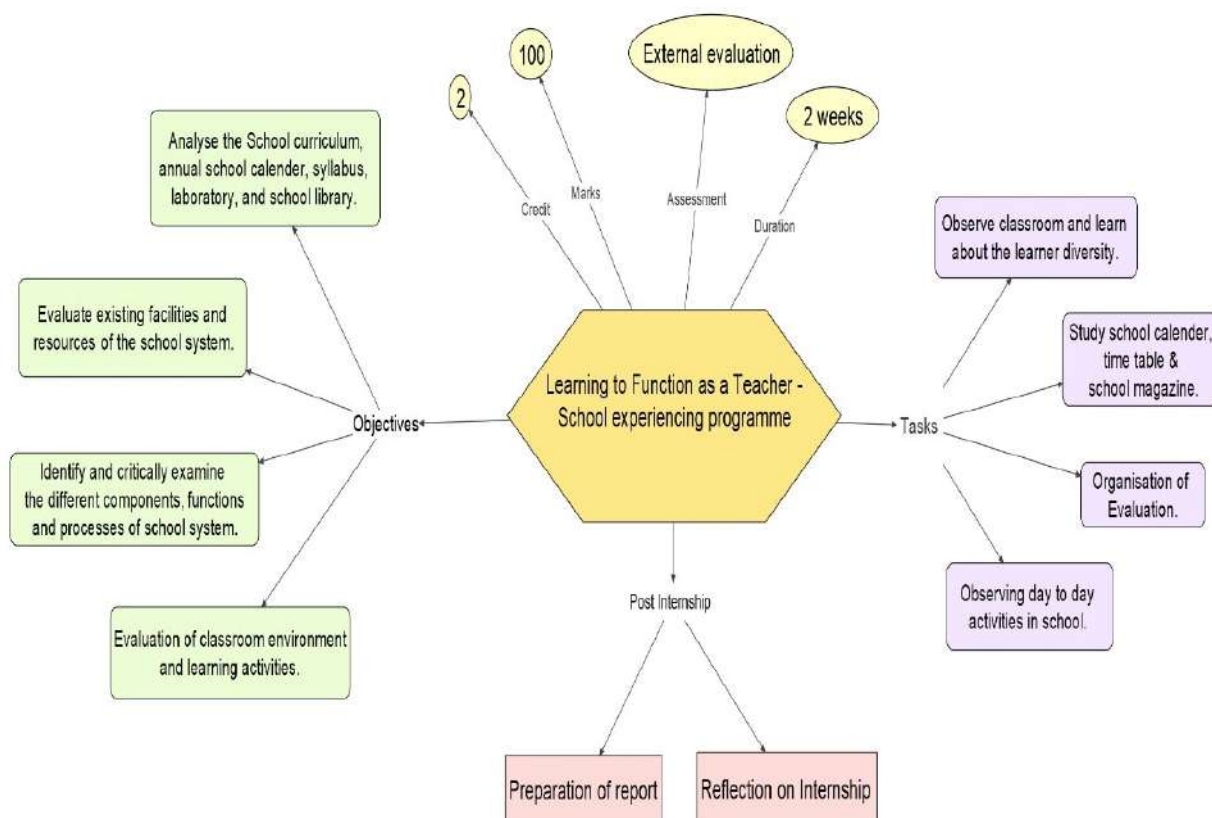 2
100
External evaluation
2 weeks
Credit
Marks
Assessment
Duration
Analyse the School curriculum,
annual school calender, syllabus,
laboratory, and school library.
Evaluate existing facilities and
resources of the school system.
Objectives
Identify and critically examine
the different components, functions
and processes of school system.
Evaluation of classroom environment
and learning activities.
Learning to Function as a Teacher -
School experiencing programme
Observe classroom and learn
about the learner diversity.
Study school calender,
time table &
school magazine.
Tasks
Organisation of
Evaluation.
Observing day to day
activities in school.
Post Internship
Preparation of report
Reflection on Internship